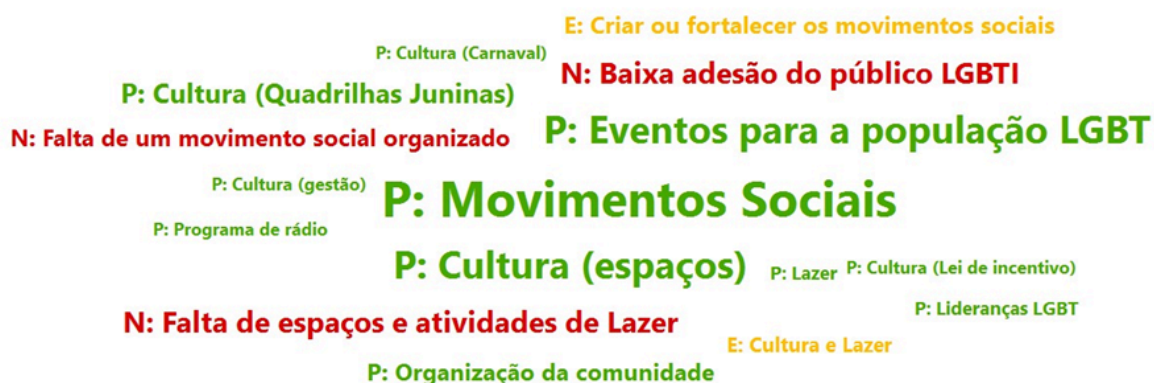 E: Criar ou fortalecer os movimentos sociais
P: Cultura (Carnaval)
N: Baixa adesão do público LGBTI
P: Cultura (Quadrilhas Juninas)
P: Eventos para a população LGBT
N: Falta de um movimento social organizado
P: Cultura (gestão)
P: Movimentos Sociais
P: Programa de rádio
P: Cultura (espaços)
P: Lazer
P: Cultura (Lei de incentivo)
P: Lideranças LGBT
N: Falta de espaços e atividades de Lazer
E: Cultura e Lazer
P: Organização da comunidade